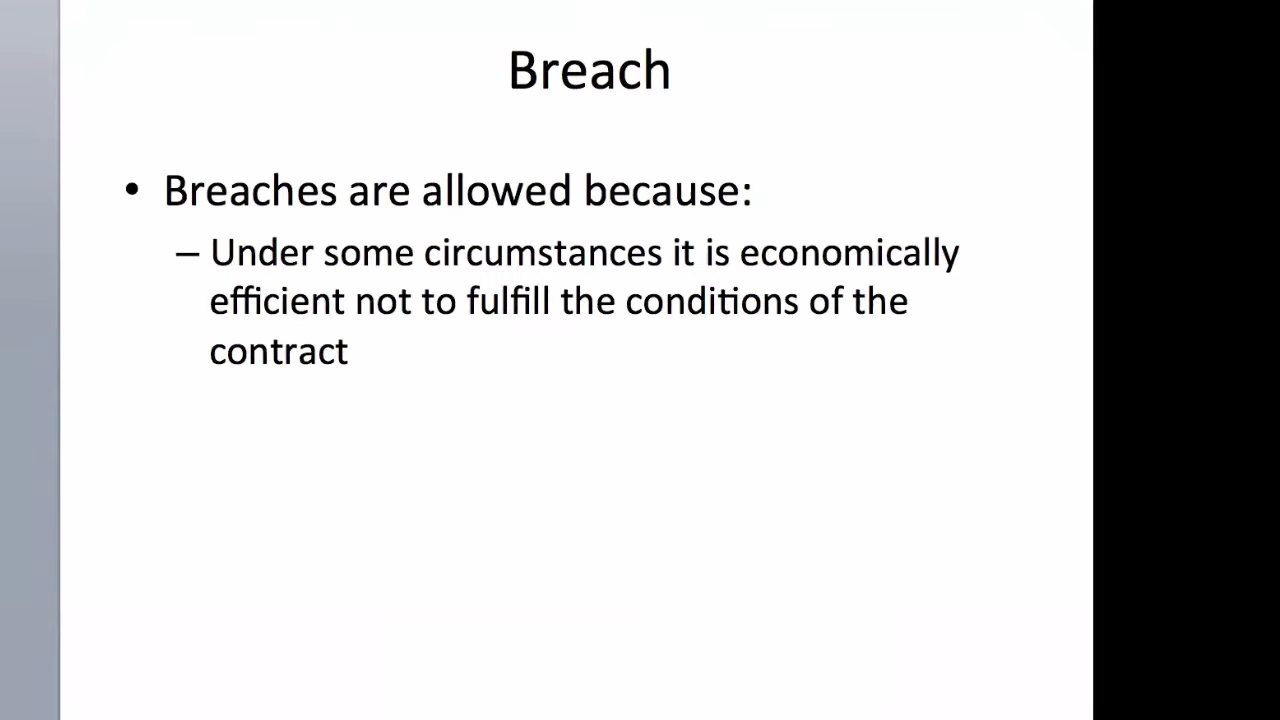 Breach
• Breaches are allowed because:
– Under some circumstances it is economically
efficient not to fulfill the conditions of the
contract